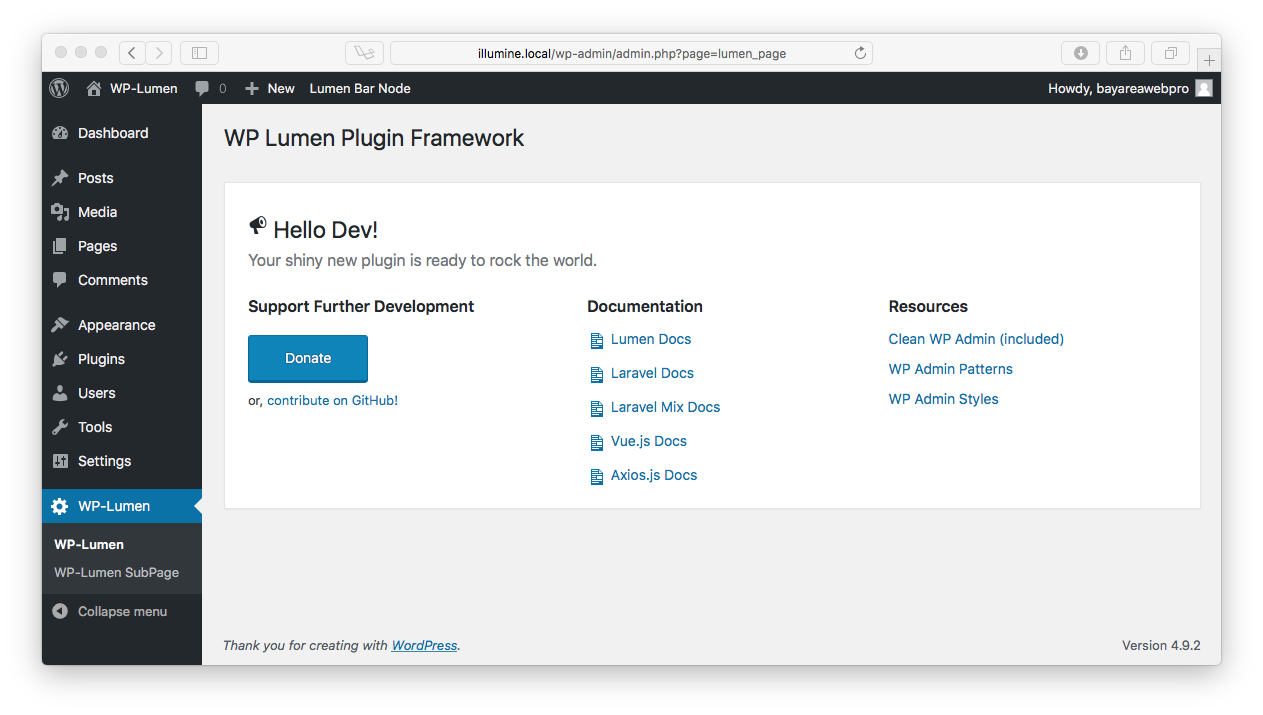 illumine.local/wp-admin/admin.php?page=lumen_page
WP-Lumen 0 New Lumen Bar Node Howdy, bayareawebpro
Dashboard
Posts
Media
Pages
Comments
Appearance
Plugins
Users
Tools
Settings
WP-Lumen
WP-Lumen
WP-Lumen SubPage
Collapse menu
WP Lumen Plugin Framework
Hello Dev!
Your shiny new plugin is ready to rock the world.
Support Further Development
Donate
or, contribute on GitHub!
Documentation
Lumen Docs
Laravel Docs
Laravel Mix Docs
Vue.js Docs
Axios.js Docs
Resources
Clean WP Admin (included)
WP Admin Patterns
WP Admin Styles
Thank you for creating with WordPress.
Version 4.9.2